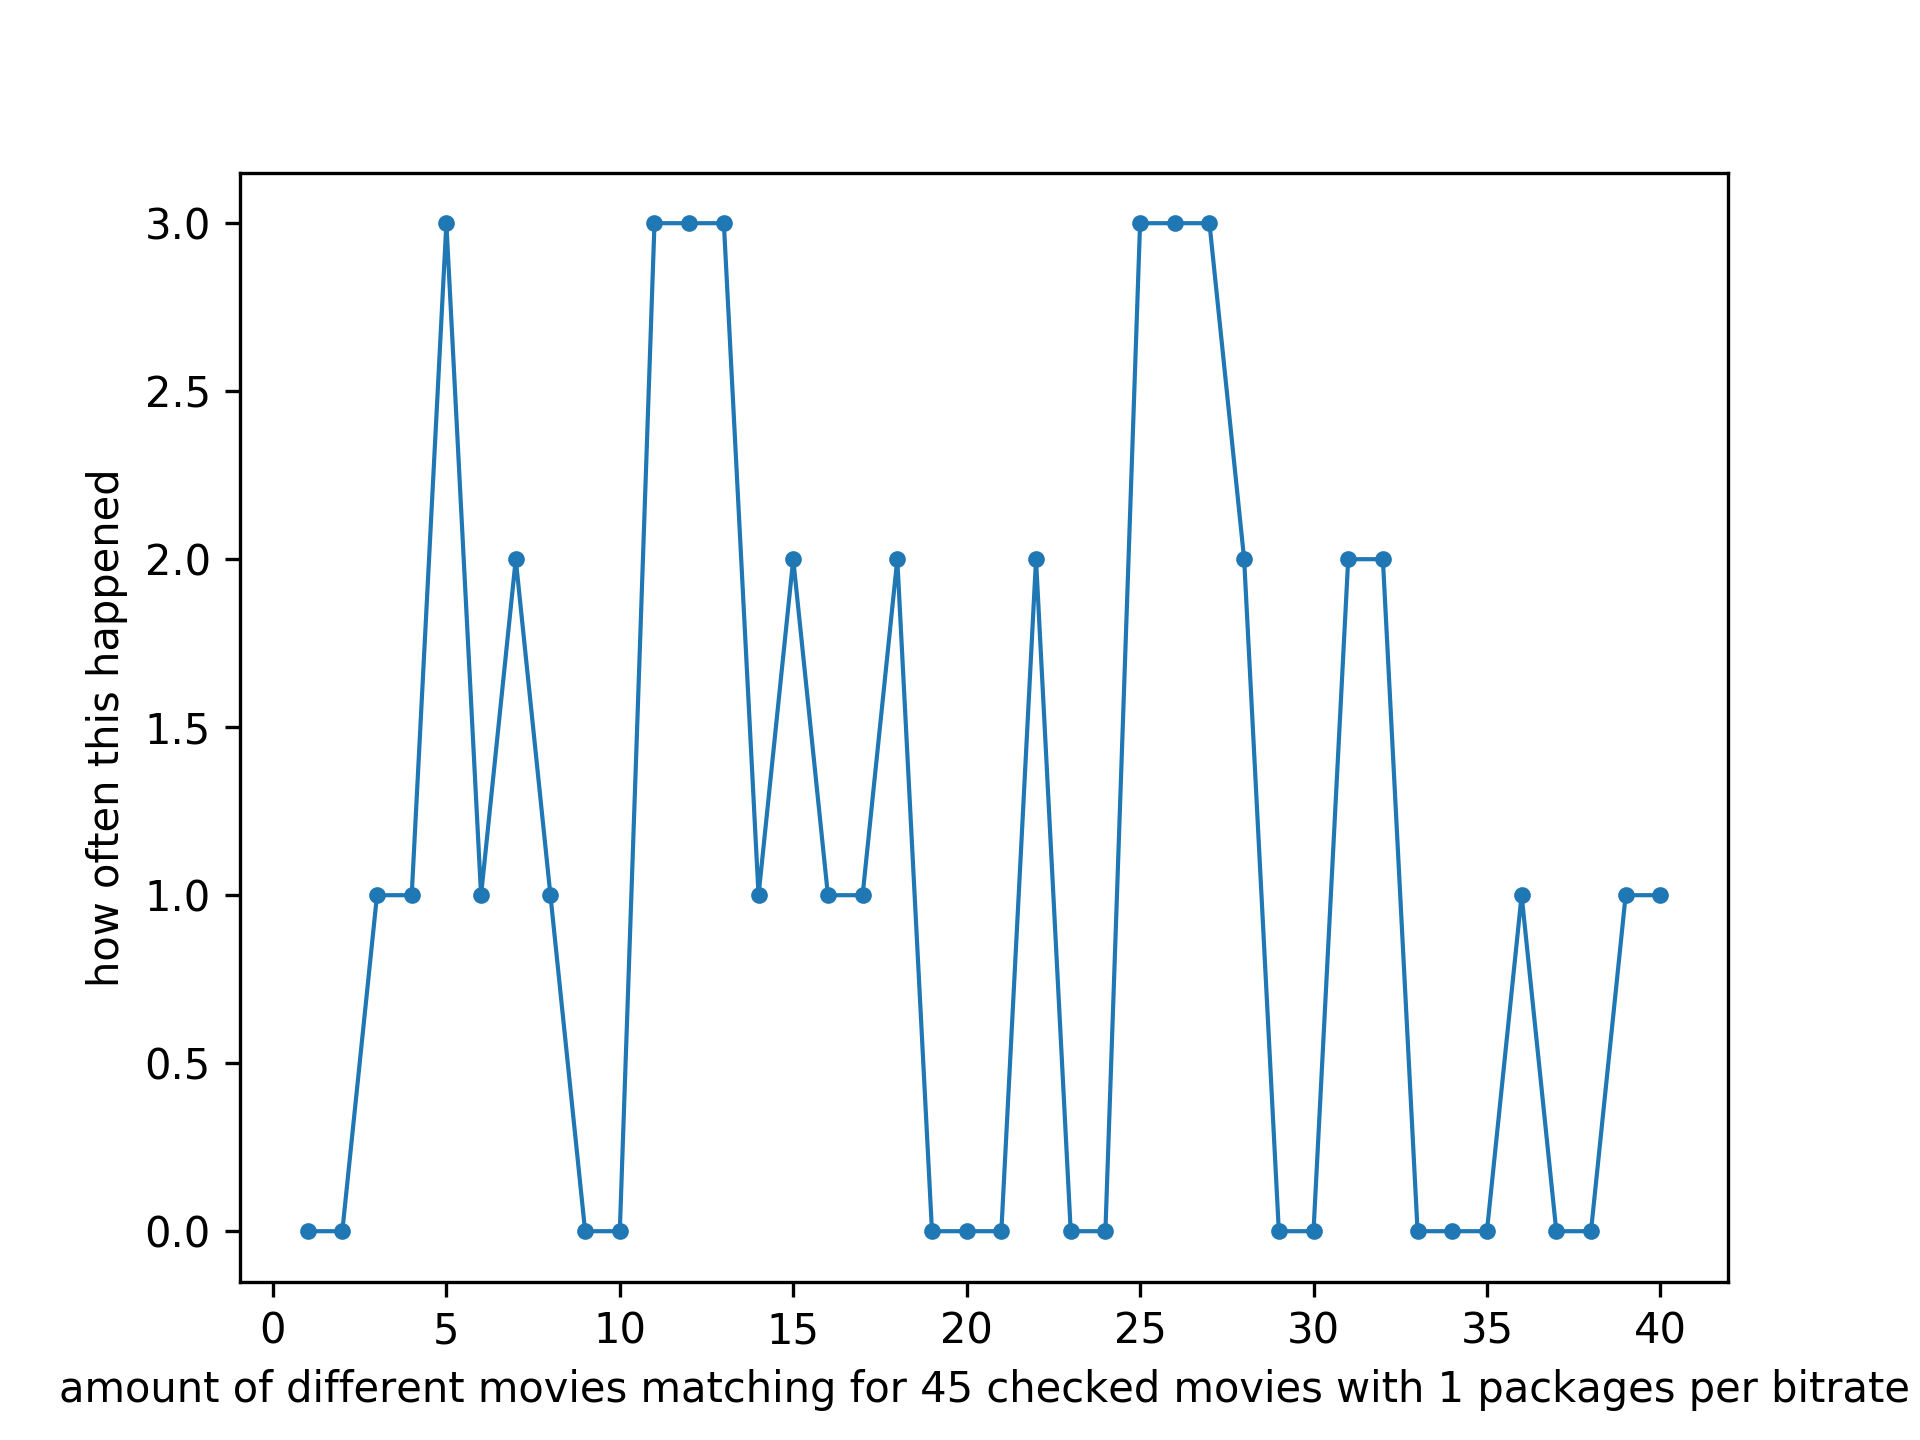 3.0
2.5
2.0
1.5
1.0
0.5
0.0
how often this happened
0 5 10 15 20 25 30 35 40
amount of different movies matching for 45 checked movies with 1 packages per bitrate